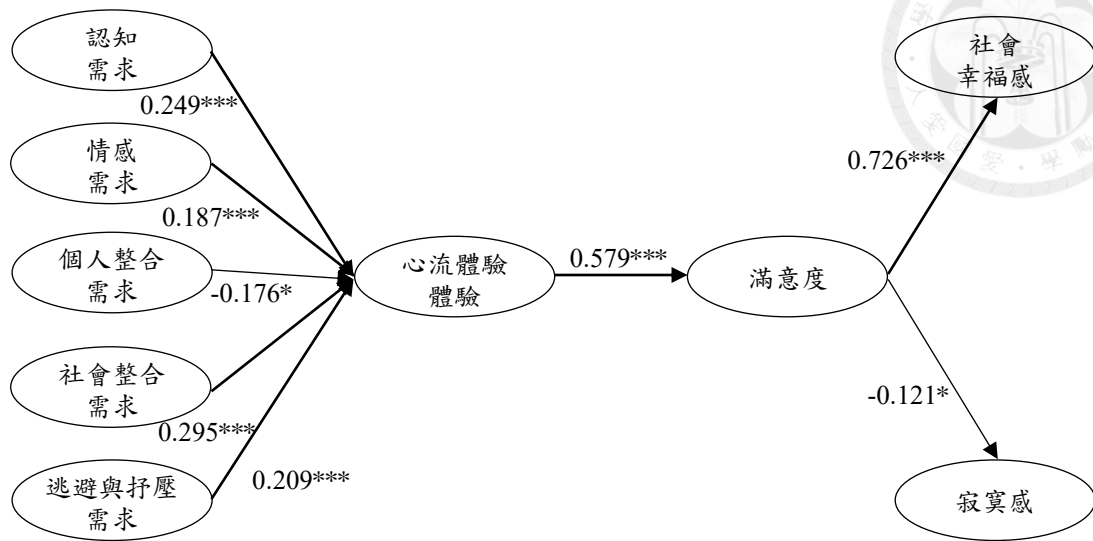 認知
需求
0.249***
情感
需求
0.187***
個人整合
需求
-0.176*
社會整合
需求
0.295***
逃避與抒壓
需求
0.209***
心流體驗
體驗
0.579***
滿意度
社會
幸福感
0.726***
-0.121*
寂寞感
愛·學勵